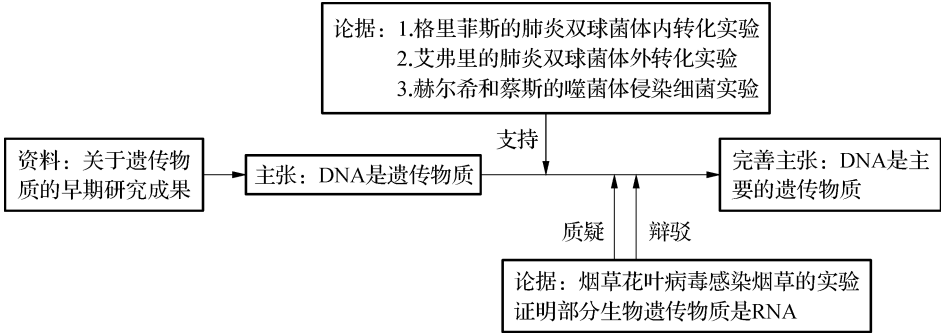 论据：1.格里菲斯的肺炎双球菌体内转化实验
2.艾弗里的肺炎双球菌体外转化实验
3.赫尔希和蔡斯的噬菌体侵染细菌实验
支持
资料：关于遗传物
质的早期研究成果
主张：DNA是遗传物质
完善主张：DNA是主
要的遗传物质
质疑
辩驳
论据：烟草花叶病毒感染烟草的实验
证明部分生物遗传物质是RNA